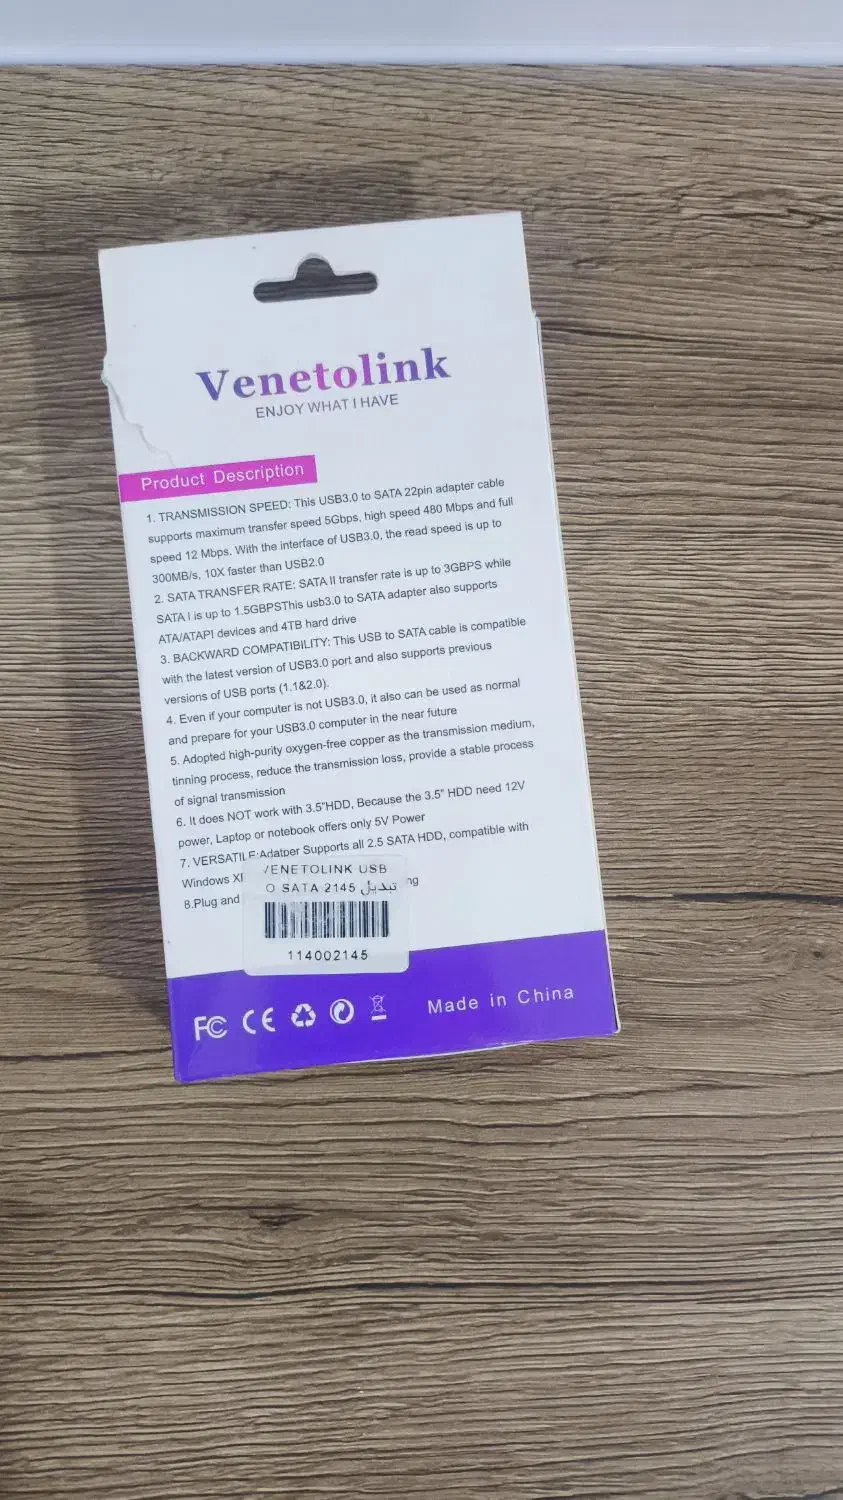 Venetolink
ENJOY WHAT I HAVE
Product Description
1. TRANSMISSION SPEED: This USB3.0 to SATA 22pin adapter cable
supports maximum transfer speed 5Gbps, high speed 480 Mbps and full
speed 12 Mbps. With the interface of USB3.0, the read speed is up to
300MB/s, 10X faster than USB2.0
2. SATA TRANSFER RATE: SATA II transfer rate is up to 3GBPS while
SATA I is up to 1.5GBPSThis usb3.0 to SATA adapter also supports
ATA/ATAPI devices and 4TB hard drive
3. BACKWARD COMPATIBILITY: This USB to SATA cable is compatible
with the latest version of USB3.0 port and also supports previous
versions of USB ports (1.1&2.0).
4. Even if your computer is not USB3.0, it also can be used as normal
and prepare for your USB3.0 computer in the near future
5. Adopted high-purity oxygen-free copper as the transmission medium,
tinning process, reduce the transmission loss, provide a stable process
of signal transmission
6. It does NOT work with 3.5"HDD, Because the 3.5" HDD need 12V
power, Laptop or notebook offers only 5V Power
7. VERSATILE:Adatper Supports all 2.5 SATA HDD, compatible with
Windows
8.Plug and
VENETOLINK USB
O SATA 2145 تبدیل
114002145
FC CE
Made in China